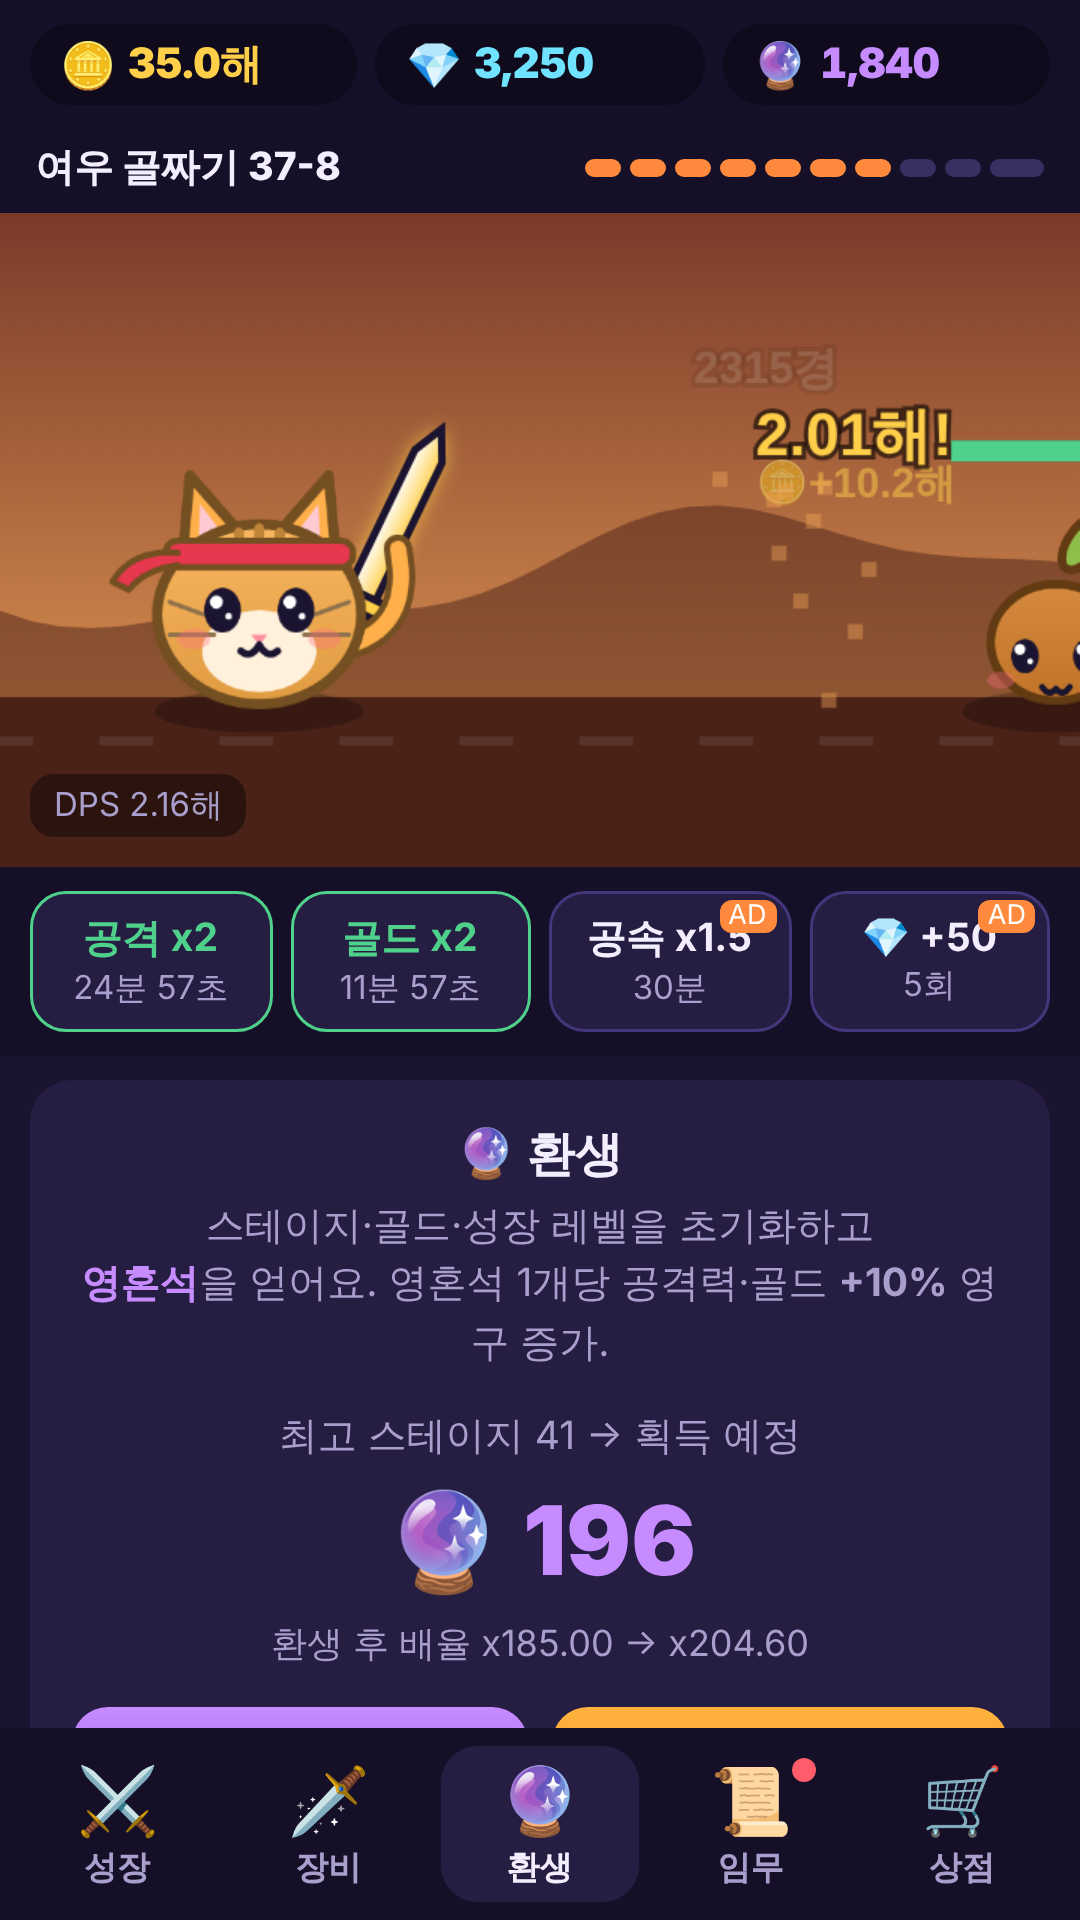 35.0해
3,250
1,840
여우 골짜기 37-8
2315경
2.01해!
+10.2해
DPS 2.16해
공격 x2
24분 57초
골드 x2
11분 57초
AD
공속 x1.5
30분
AD
+50
5회
환생
스테이지·골드·성장 레벨을 초기화하고
영혼석을 얻어요. 영혼석 1개당 공격력·골드 +10% 영
구 증가.
최고 스테이지 41 → 획득 예정
196
환생 후 배율 x185.00 → x204.60
성장
장비
환생
임무
상점